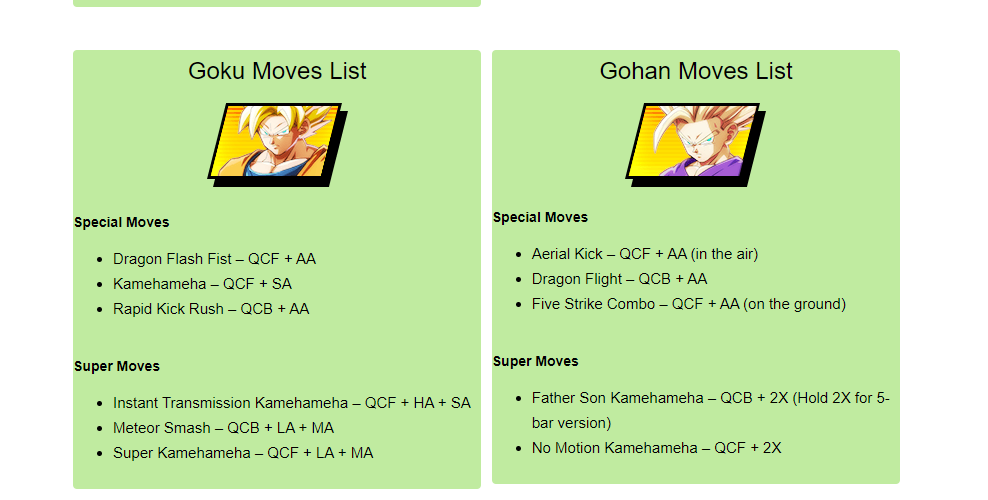 Goku Moves List
Special Moves
Dragon Flash Fist – QCF + AA
Kamehameha – QCF + SA
Rapid Kick Rush – QCB + AA
Super Moves
Instant Transmission Kamehameha – QCF + HA + SA
Meteor Smash – QCB + LA + MA
Super Kamehameha – QCF + LA + MA
Gohan Moves List
Special Moves
Aerial Kick – QCF + AA (in the air)
Dragon Flight – QCB + AA
Five Strike Combo – QCF + AA (on the ground)
Super Moves
Father Son Kamehameha – QCB + 2X (Hold 2X for 5-
bar version)
No Motion Kamehameha – QCF + 2X